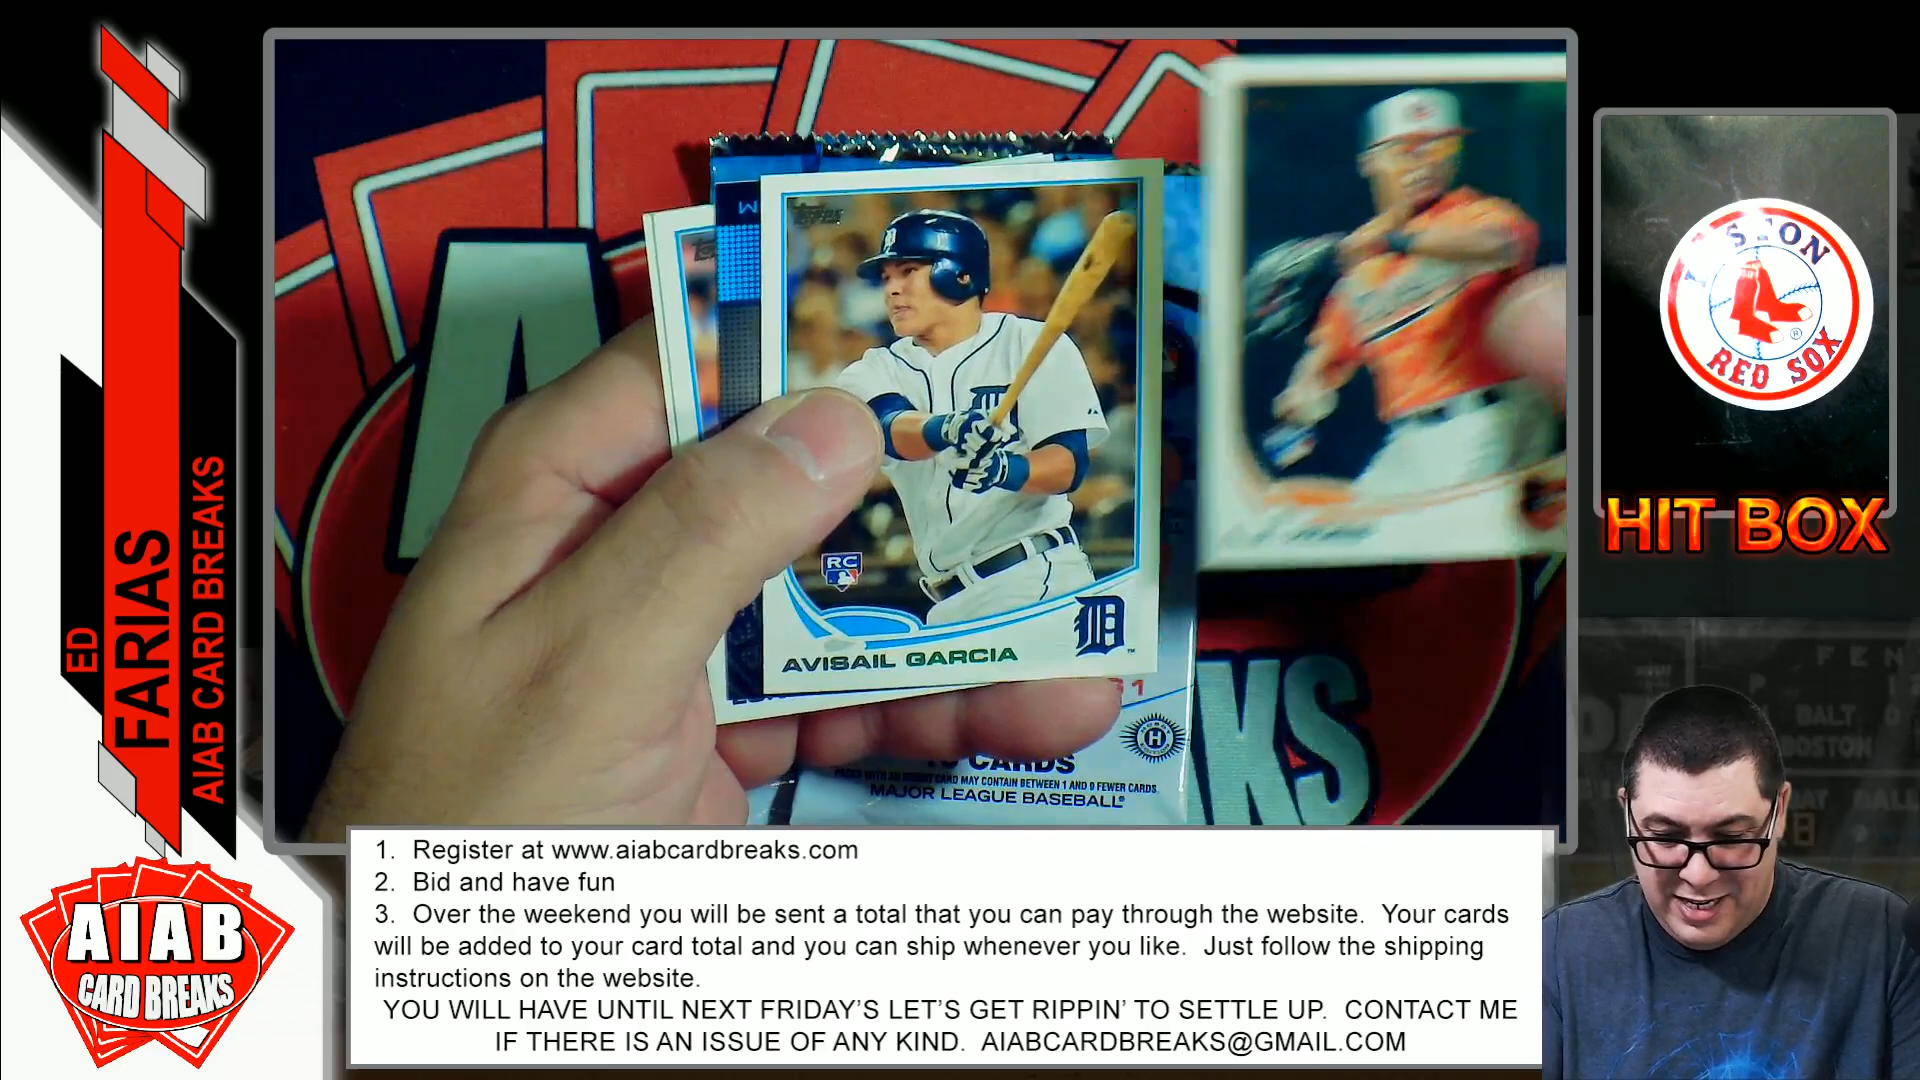 ED
FARIAS
AIAB CARD BREAKS
AIAB
CARD BREAKS
Topps
RC
AVISAIL GARCIA
CARDS
MAJOR LEAGUE BASEBALL
RED SOX
HIT BOX
BALT
BOSTON
1. Register at www.aiabcardbreaks.com
2. Bid and have fun
3. Over the weekend you will be sent a total that you can pay through the website. Your cards
will be added to your card total and you can ship whenever you like. Just follow the shipping
instructions on the website.
YOU WILL HAVE UNTIL NEXT FRIDAY'S LET'S GET RIPPIN' TO SETTLE UP. CONTACT ME
IF THERE IS AN ISSUE OF ANY KIND. AIABCARDBREAKS@GMAIL.COM